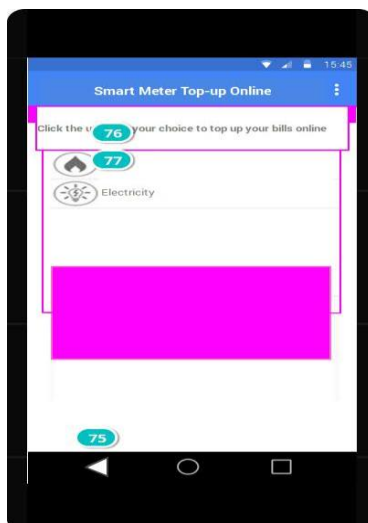 15:45
Smart Meter Top-up Online
Click the your choice to top up your bills online
76
77
Electricity
75